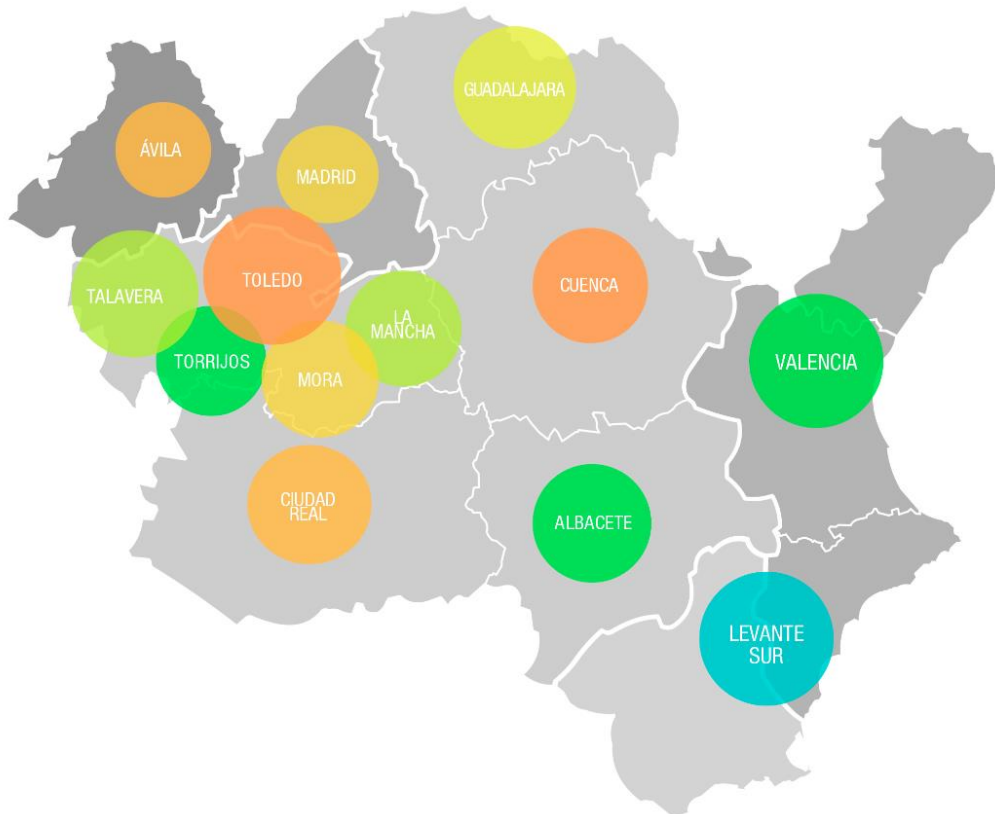 GUADALAJARA
ÁVILA
MADRID
TOLEDO
CUENCA
TALAVERA
LA
MANCHA
TORRIJOS
MORA
VALENCIA
CIUDAD
REAL
ALBACETE
LEVANTE
SUR